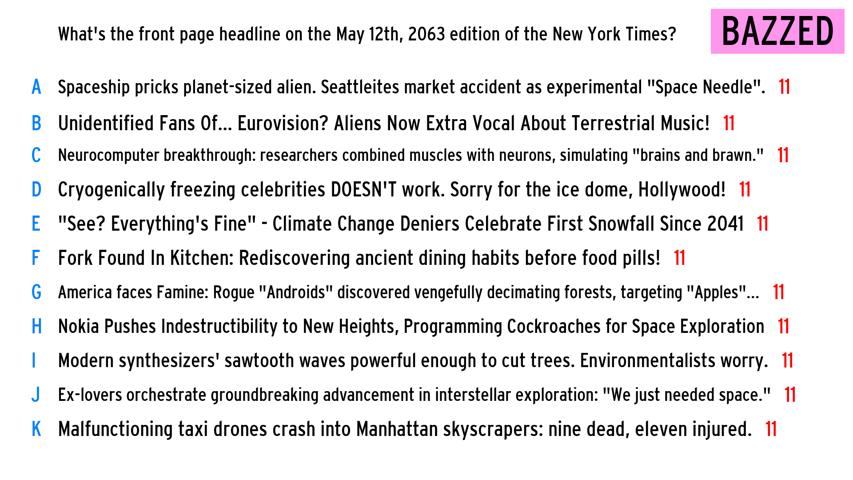 What's the front page headline on the May 12th, 2063 edition of the New York Times?
BAZZED
A Spaceship pricks planet-sized alien. Seattleites market accident as experimental "Space Needle". 11
B Unidentified Fans Of... Eurovision? Aliens Now Extra Vocal About Terrestrial Music! 11
C Neurocomputer breakthrough: researchers combined muscles with neurons, simulating "brains and brawn." 11
D Cryogenically freezing celebrities DOESN'T work. Sorry for the ice dome, Hollywood! 11
E "See? Everything's Fine" - Climate Change Deniers Celebrate First Snowfall Since 2041 11
F Fork Found In Kitchen: Rediscovering ancient dining habits before food pills! 11
G America faces Famine: Rogue "Androids" discovered vengefully decimating forests, targeting "Apples"... 11
H Nokia Pushes Indestructibility to New Heights, Programming Cockroaches for Space Exploration 11
I Modern synthesizers' sawtooth waves powerful enough to cut trees. Environmentalists worry. 11
J Ex-lovers orchestrate groundbreaking advancement in interstellar exploration: "We just needed space." 11
K Malfunctioning taxi drones crash into Manhattan skyscrapers: nine dead, eleven injured. 11